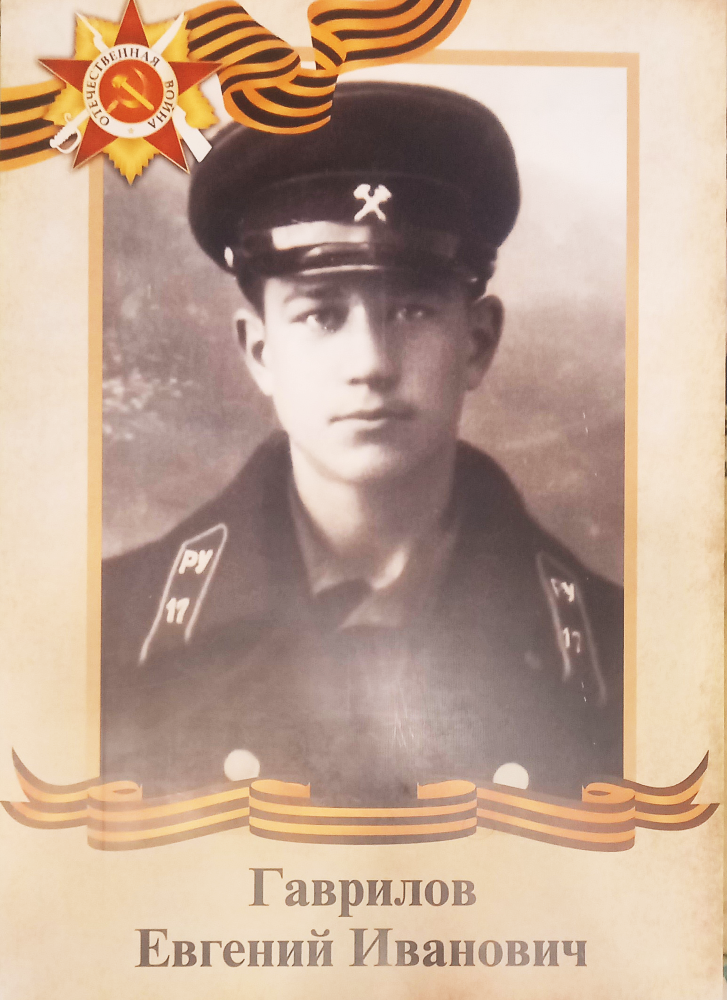 ОТЕЧЕСТВЕННАЯ ВОЙНА
РУ
17
РУ
17
Гаврилов
Евгений Иванович